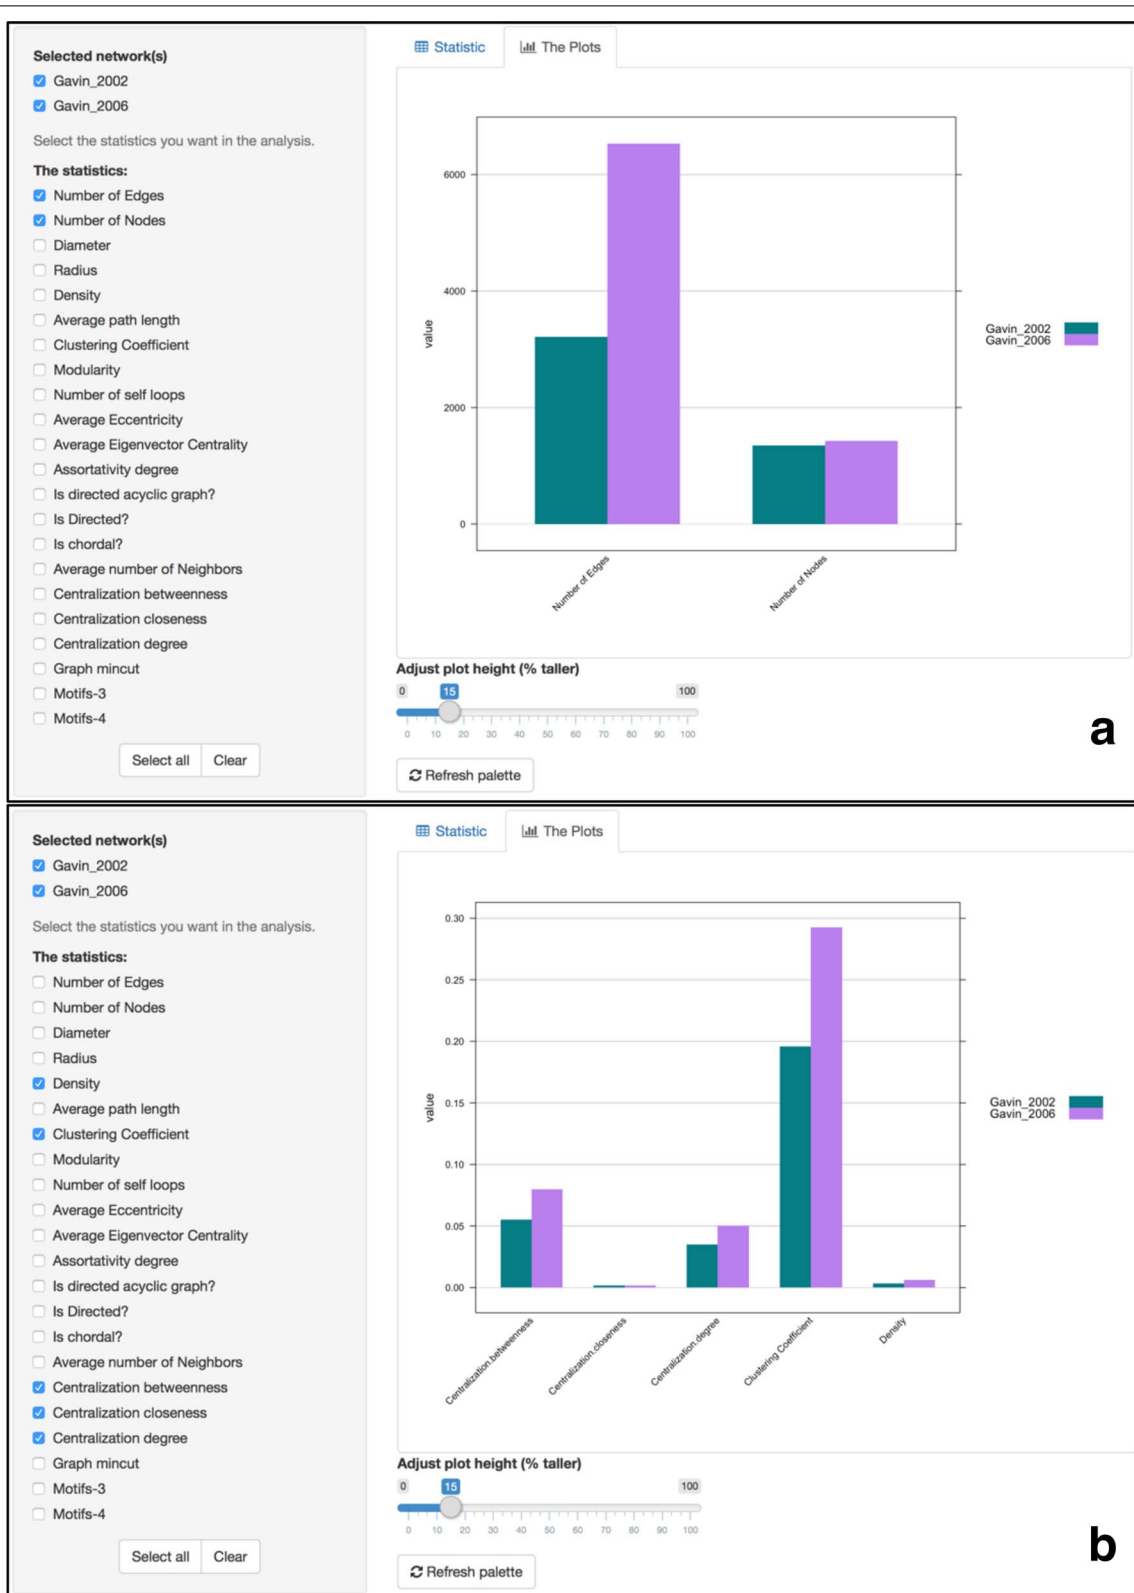 Selected network(s)
Gavin_2002
Gavin_2006
Select the statistics you want in the analysis.
The statistics:
Number of Edges
Number of Nodes
Diameter
Radius
Density
Average path length
Clustering Coefficient
Modularity
Number of self loops
Average Eccentricity
Average Eigenvector Centrality
Assortativity degree
Is directed acyclic graph?
Is Directed?
Is chordal?
Average number of Neighbors
Centralization betweenness
Centralization closeness
Centralization degree
Graph mincut
Motifs-3
Motifs-4
Select all Clear
Statistic The Plots
6000
4000
2000
0
value
Number of Edges
Number of Nodes
Gavin_2002
Gavin_2006
Adjust plot height (% taller)
0 15 100
0 10 20 30 40 50 60 70 80 90 100
Refresh palette
a
Selected network(s)
Gavin_2002
Gavin_2006
Select the statistics you want in the analysis.
The statistics:
Number of Edges
Number of Nodes
Diameter
Radius
Density
Average path length
Clustering Coefficient
Modularity
Number of self loops
Average Eccentricity
Average Eigenvector Centrality
Assortativity degree
Is directed acyclic graph?
Is Directed?
Is chordal?
Average number of Neighbors
Centralization betweenness
Centralization closeness
Centralization degree
Graph mincut
Motifs-3
Motifs-4
Select all Clear
Statistic The Plots
0.30
0.25
0.20
0.15
0.10
0.05
0.00
value
Centralization.betweenness
Centralization.closeness
Centralization.degree
Clustering Coefficient
Density
Gavin_2002
Gavin_2006
Adjust plot height (% taller)
0 15 100
0 10 20 30 40 50 60 70 80 90 100
Refresh palette
b